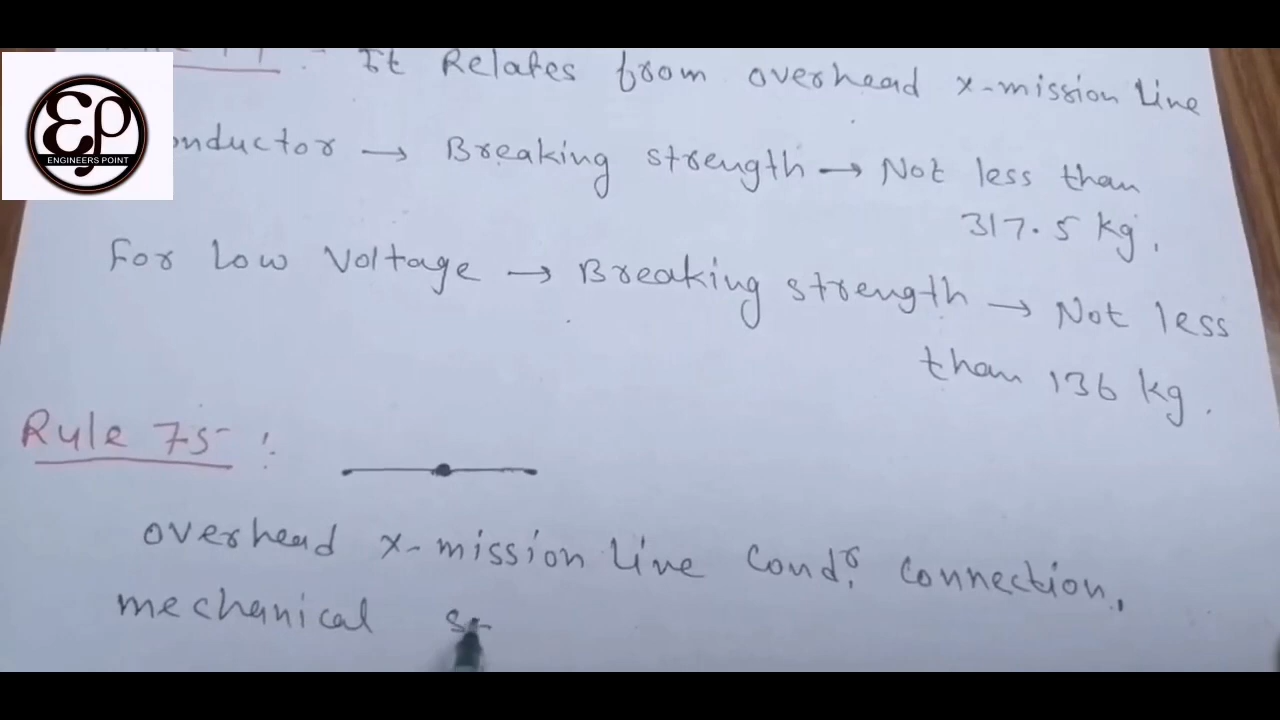 : It Relates from overhead x-mission Line
onductor → Breaking strength → Not less than
317.5 kg.
For Low Voltage → Breaking strength → Not less
than 136 kg.
Rule 75 :
overhead x-mission Line Condr. Connection,
mechanical st
EP
ENGINEERS POINT